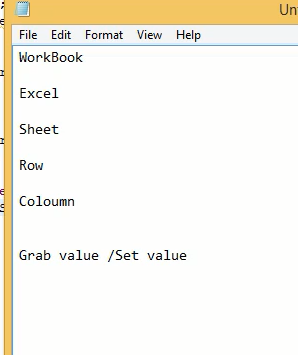 Un
File Edit Format View Help
WorkBook
Excel
Sheet
Row
Coloumn
Grab value /Set value